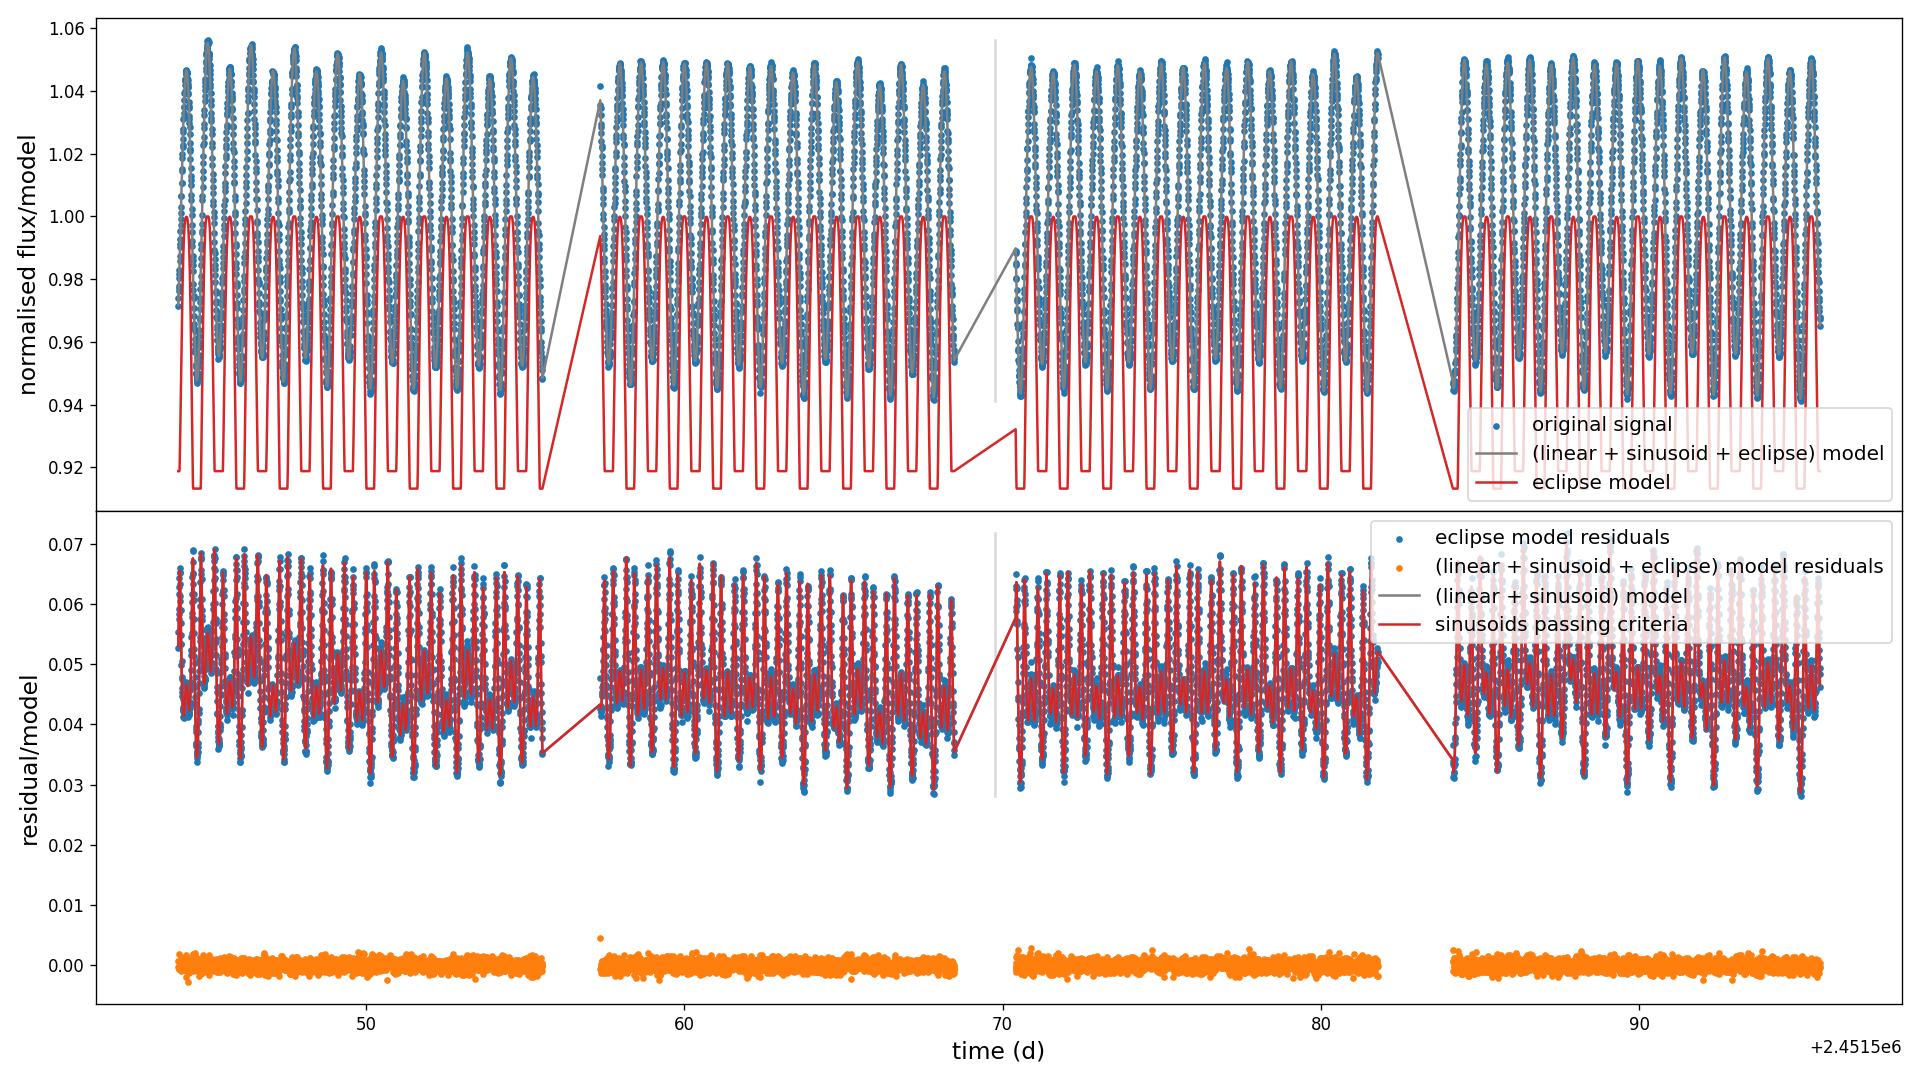 1.06
1.04
1.02
1.00
0.98
0.96
0.94
0.92
normalised flux/model
original signal
(linear + sinusoid + eclipse) model
eclipse model
0.07
0.06
0.05
0.04
0.03
0.02
0.01
0.00
residual/model
eclipse model residuals
(linear + sinusoid + eclipse) model residuals
(linear + sinusoid) model
sinusoids passing criteria
50
60
70
80
90
time (d)
+2.4515e6